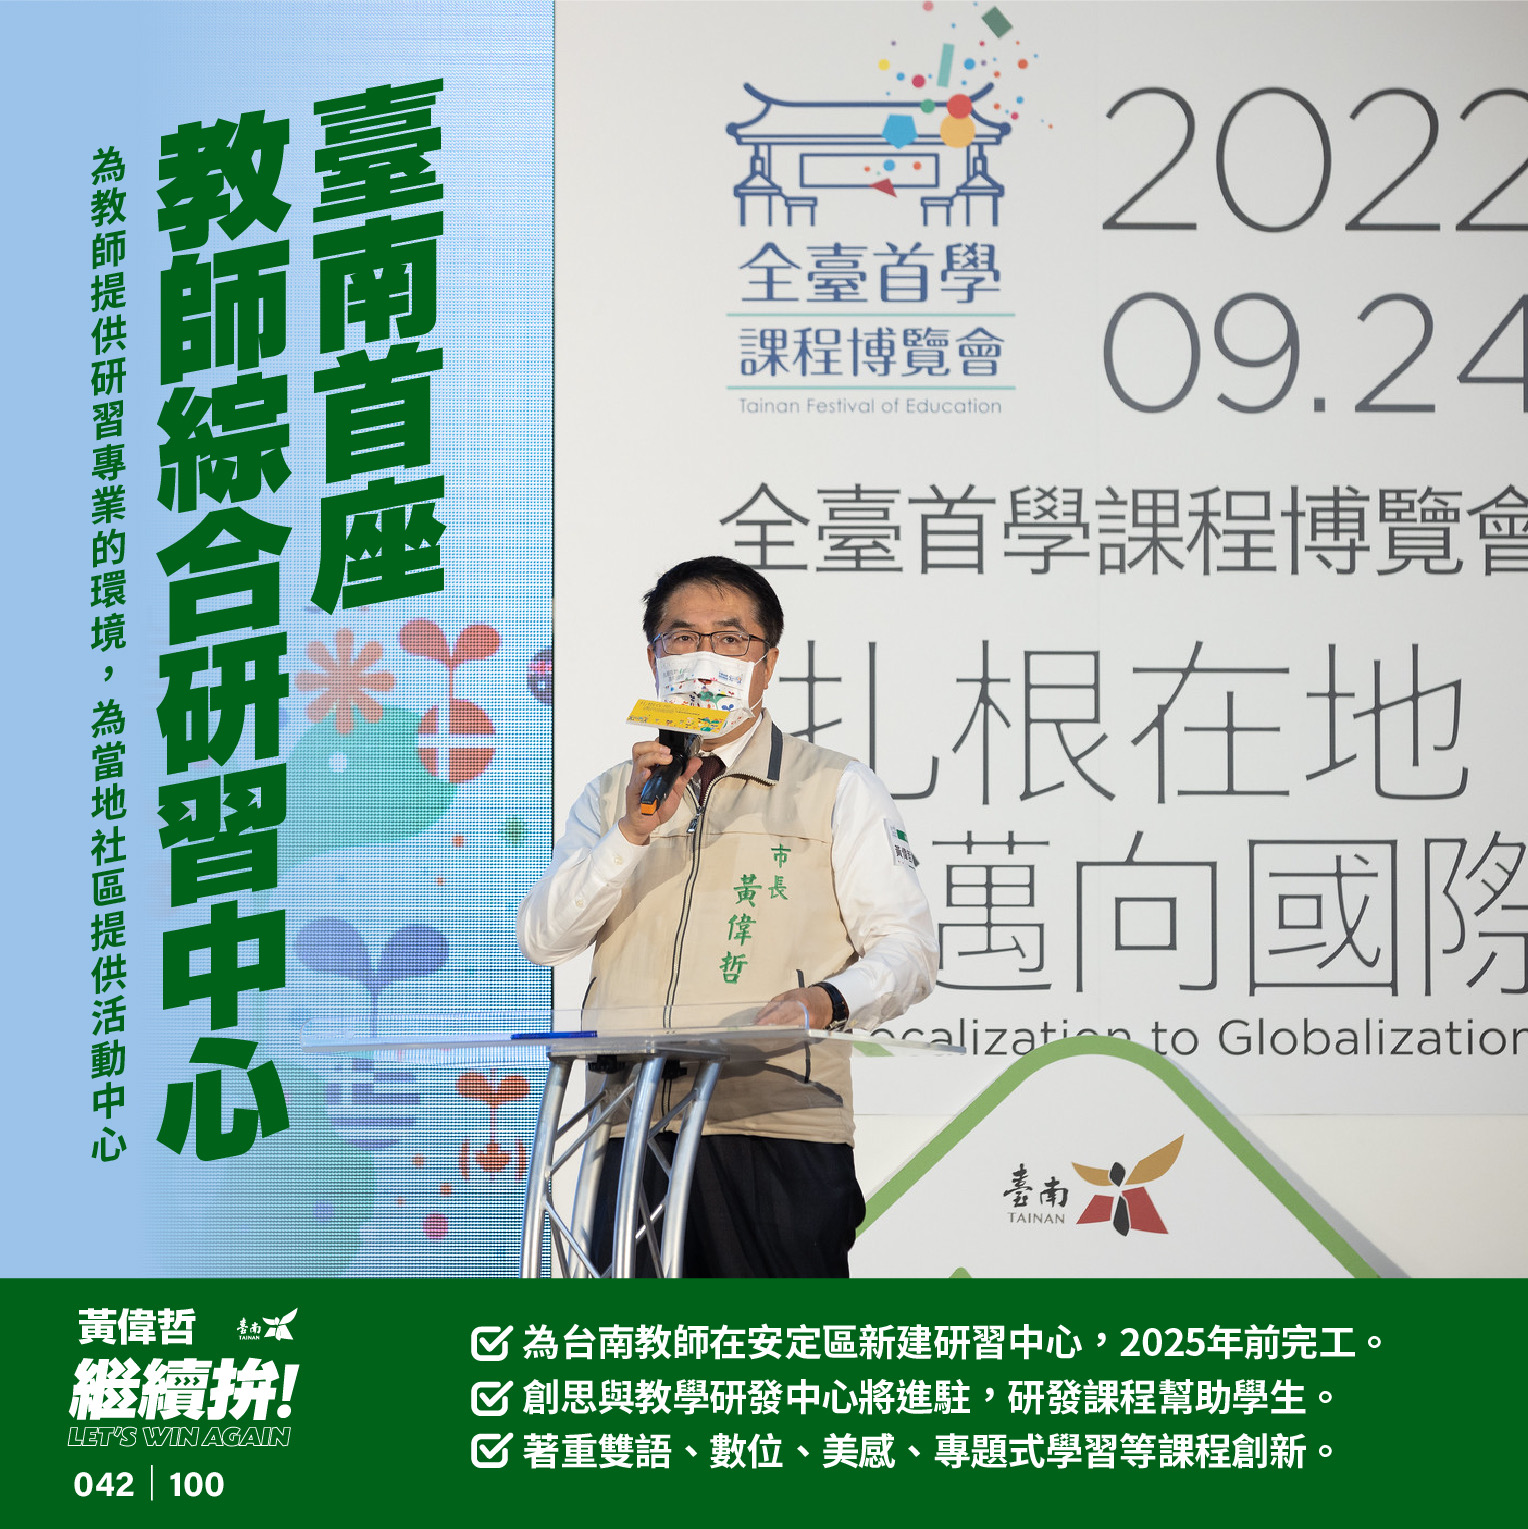 臺南首座
教師綜合研習中心
為教師提供研習專業的環境，為當地社區提供活動中心
全臺首學
課程博覽會
Tainan Festival of Education
2022
09.24
全臺首學課程博覽會
扎根在地
邁向國際
to Globalization
市長
黃偉哲
臺南
TAINAN
黃偉哲
臺南
TAINAN
繼續拚!
LET'S WIN AGAIN
042 | 100
為台南教師在安定區新建研習中心，2025年前完工。
創思與教學研發中心將進駐，研發課程幫助學生。
著重雙語、數位、美感、專題式學習等課程創新。